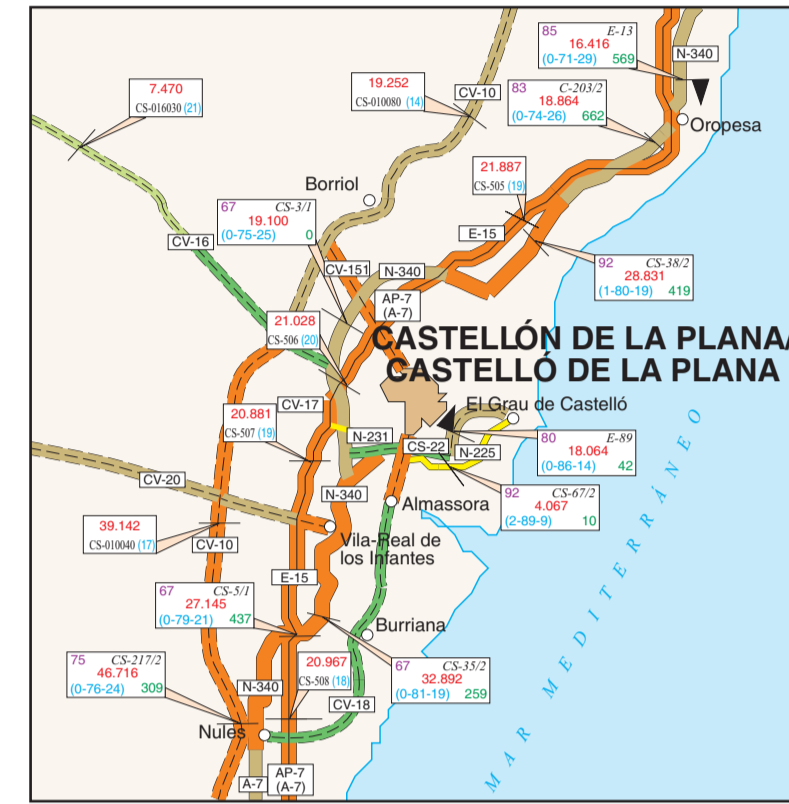 85 E-13
16.416
(0-71-29) 569
N-340
7.470
CS-016030 (21)
19.252
CS-010080 (14)
CV-10
83 C-203/2
18.864
(0-74-26) 662
Oropesa
21.887
CS-505 (19)
Borriol
67 CS-3/1
19.100
(0-75-25) 0
E-15
CV-16
CV-151
N-340
92 CS-38/2
28.831
(1-80-19) 419
AP-7
(A-7)
21.028
CS-506 (20)
CASTELLÓN DE LA PLANA/
CASTELLÓ DE LA PLANA
El Grau de Castelló
CV-17
20.881
CS-507 (19)
N-231
CS-22
N-225
80 E-89
18.064
(0-86-14) 42
CV-20
N-340
Almassora
92 CS-67/2
4.067
(2-89-9) 10
39.142
CS-010040 (17)
CV-10
Vila-Real de
los Infantes
E-15
67 CS-5/1
27.145
(0-79-21) 437
Burriana
75 CS-217/2
46.716
(0-76-24) 309
20.967
CS-508 (18)
67 CS-35/2
32.892
(0-81-19) 259
N-340
CV-18
Nules
A-7
AP-7
(A-7)
MAR MEDITERRÁNEO